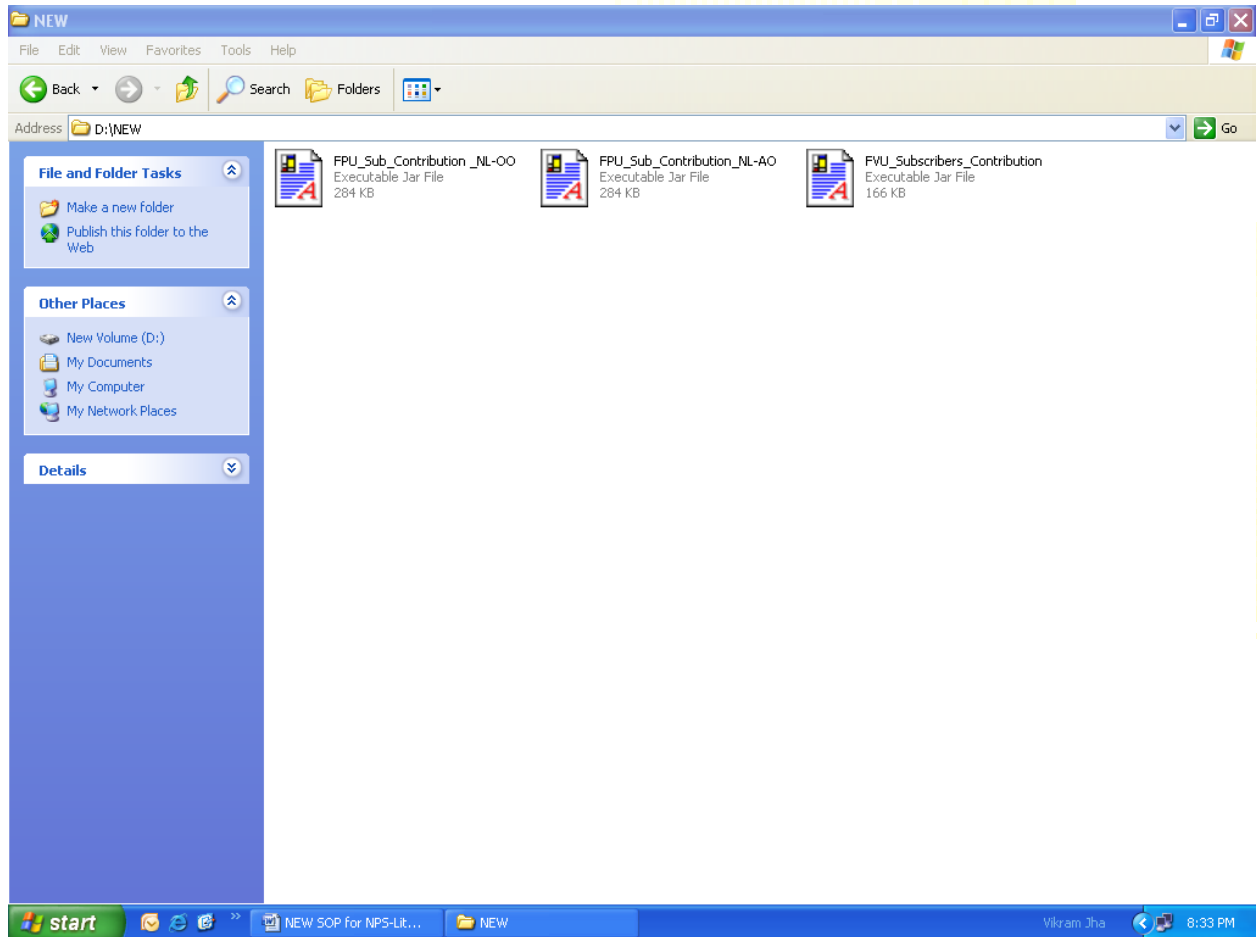 NEW
File Edit View Favorites Tools Help
Back Search Folders
Address D:\NEW Go
File and Folder Tasks
Make a new folder
Publish this folder to the
Web
Other Places
New Volume (D:)
My Documents
My Computer
My Network Places
Details
FPU_Sub_Contribution _NL-OO
Executable Jar File
284 KB
FPU_Sub_Contribution_NL-AO
Executable Jar File
284 KB
FVU_Subscribers_Contribution
Executable Jar File
166 KB
start NEW SOP for NPS-Lit... NEW Vikram Jha 8:33 PM